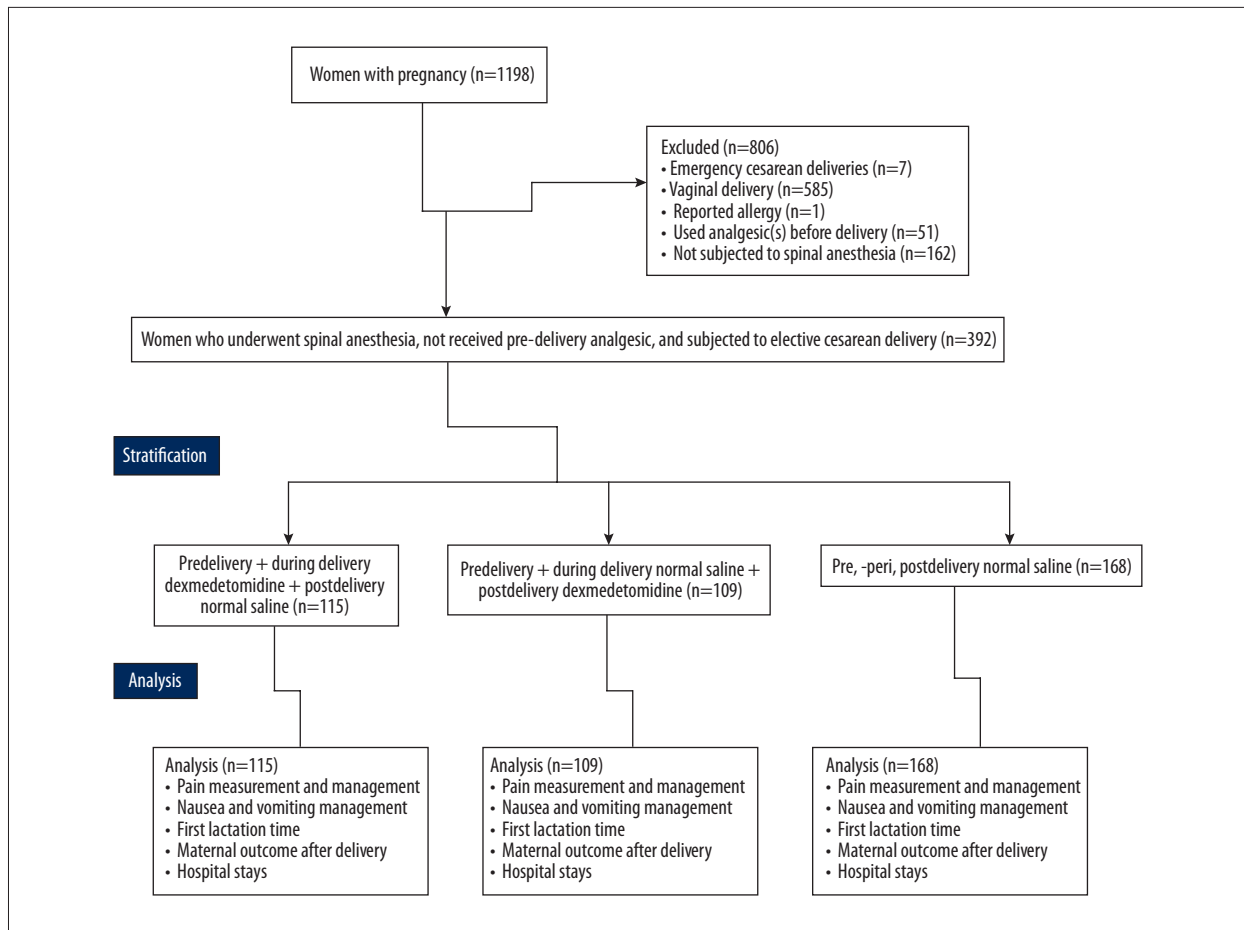 Women with pregnancy (n=1198)
Excluded (n=806)
• Emergency cesarean deliveries (n=7)
• Vaginal delivery (n=585)
• Reported allergy (n=1)
• Used analgesic(s) before delivery (n=51)
• Not subjected to spinal anesthesia (n=162)
Women who underwent spinal anesthesia, not received pre-delivery analgesic, and subjected to elective cesarean delivery (n=392)
Stratification
Predelivery + during delivery
dexmedetomidine + postdelivery
normal saline (n=115)
Predelivery + during delivery normal saline +
postdelivery dexmedetomidine (n=109)
Pre, -peri, postdelivery normal saline (n=168)
Analysis
Analysis (n=115)
• Pain measurement and management
• Nausea and vomiting management
• First lactation time
• Maternal outcome after delivery
• Hospital stays
Analysis (n=109)
• Pain measurement and management
• Nausea and vomiting management
• First lactation time
• Maternal outcome after delivery
• Hospital stays
Analysis (n=168)
• Pain measurement and management
• Nausea and vomiting management
• First lactation time
• Maternal outcome after delivery
• Hospital stays